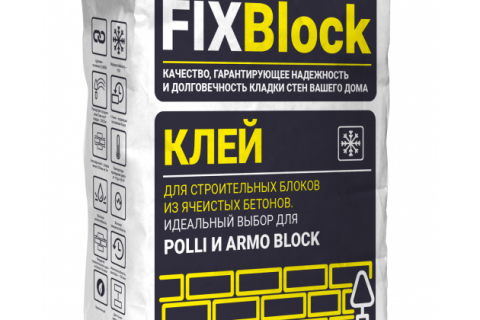 FIXBlock
КАЧЕСТВО, ГАРАНТИРУЮЩЕЕ НАДЕЖНОСТЬ
И ДОЛГОВЕЧНОСТЬ КЛАДКИ СТЕН ВАШЕГО ДОМА
КЛЕЙ
ДЛЯ СТРОИТЕЛЬНЫХ БЛОКОВ
ИЗ ЯЧЕИСТЫХ БЕТОНОВ.
ИДЕАЛЬНЫЙ ВЫБОР ДЛЯ
POLLI И ARMO BLOCK